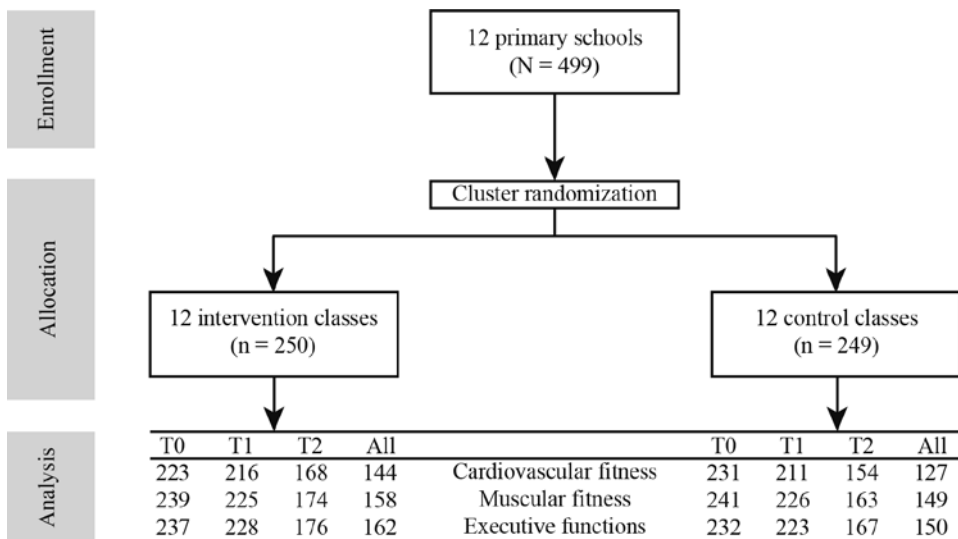 Enrollment
12 primary schools
(N = 499)
Allocation
Cluster randomization
12 intervention classes
(n = 250)
12 control classes
(n = 249)
Analysis
T0 T1 T2 All T0 T1 T2 All
223 216 168 144 Cardiovascular fitness 231 211 154 127
239 225 174 158 Muscular fitness 241 226 163 149
237 228 176 162 Executive functions 232 223 167 150